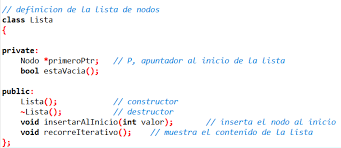 // definicion de la lista de nodos
class Lista
{
private:
Nodo *primeroPtr; // P, apuntador al inicio de la lista
bool estaVacia();
public:
Lista(); // constructor
~Lista(); // destructor
void insertarAlInicio(int valor); // inserta el nodo al inicio
void recorreIterativo(); // muestra el contenido de la lista
};